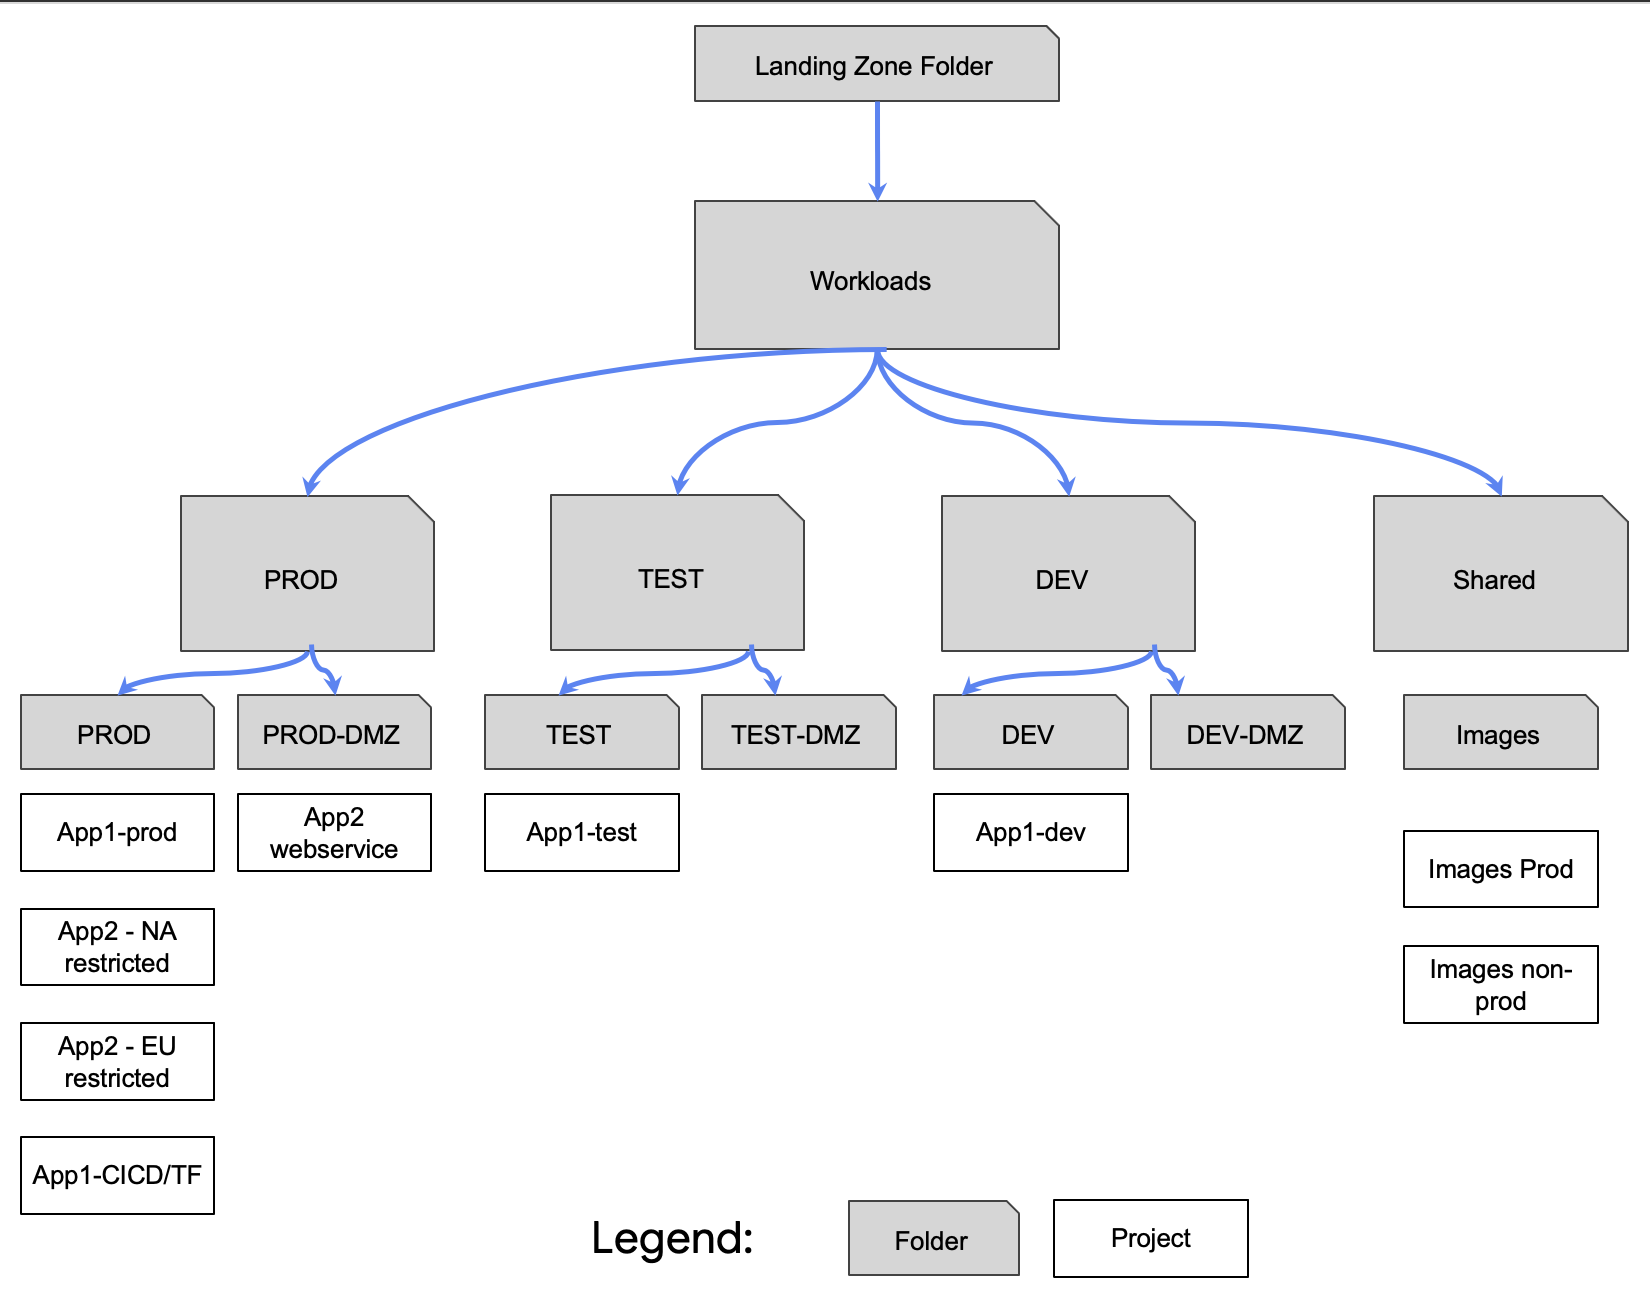 Landing Zone Folder
Workloads
PROD
TEST
DEV
Shared
PROD
PROD-DMZ
TEST
TEST-DMZ
DEV
DEV-DMZ
Images
App1-prod
App2
webservice
App1-test
App1-dev
Images Prod
App2 - NA
restricted
Images non-
prod
App2 - EU
restricted
App1-CICD/TF
Legend:
Folder
Project